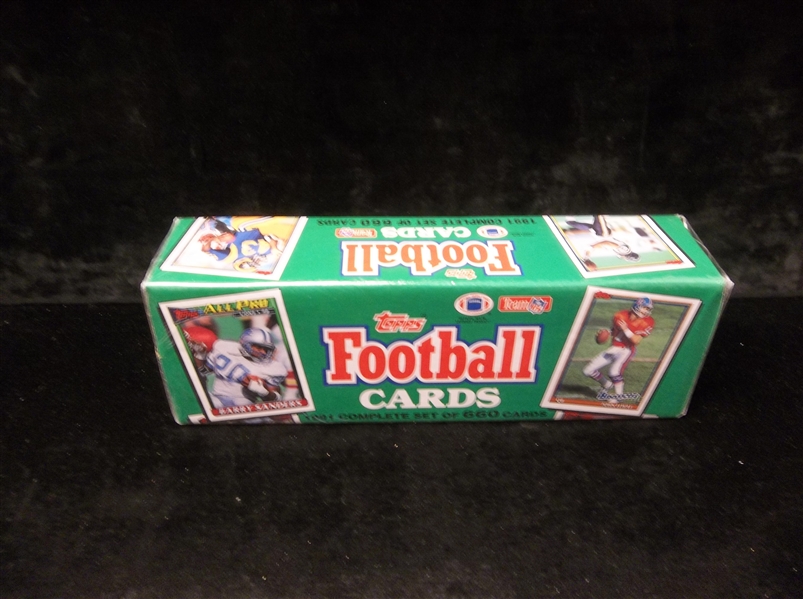 1991 COMPLETE SET OF 660 CARDS
CARDS
Football
Topps
ALL PRO
BARRY SANDERS
Topps
Football
CARDS
1991 COMPLETE SET OF 660 CARDS
Broncos